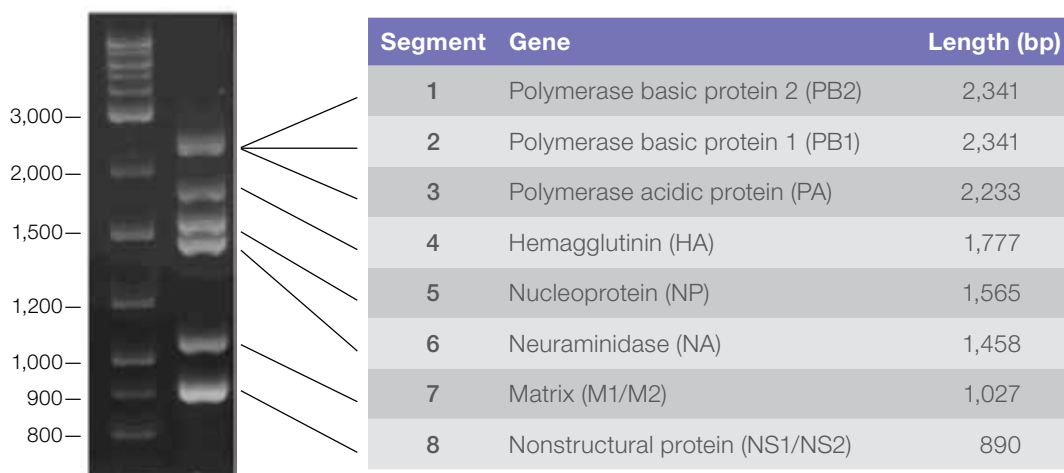 Segment Gene Length (bp)
1 Polymerase basic protein 2 (PB2) 2,341
2 Polymerase basic protein 1 (PB1) 2,341
3 Polymerase acidic protein (PA) 2,233
4 Hemagglutinin (HA) 1,777
5 Nucleoprotein (NP) 1,565
6 Neuraminidase (NA) 1,458
7 Matrix (M1/M2) 1,027
8 Nonstructural protein (NS1/NS2) 890
3,000
2,000
1,500
1,200
1,000
900
800